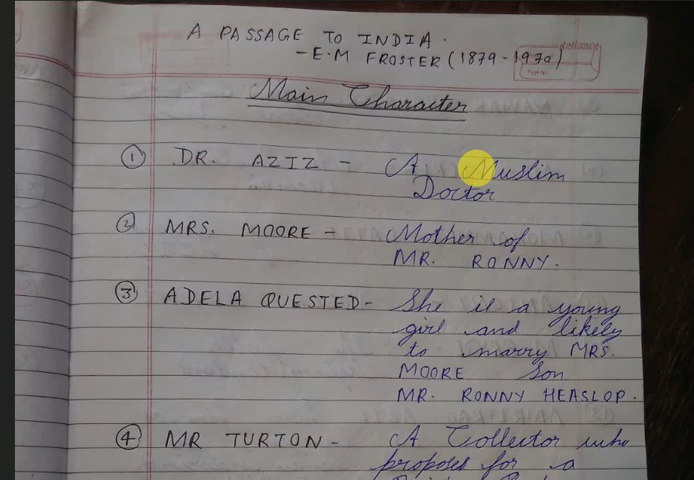 A PASSAGE TO INDIA.
- E.M FROSTER (1879-1970)
Reliance
Main Character
① DR. AZIZ - A Muslim
Doctor
② MRS. MOORE - Mother of
MR. RONNY.
③ ADELA QUESTED - She is a young
girl and likely
to marry MRS.
MOORE Son
MR. RONNY HEASLOP.
④ MR TURTON - A Collector who
proposes for a